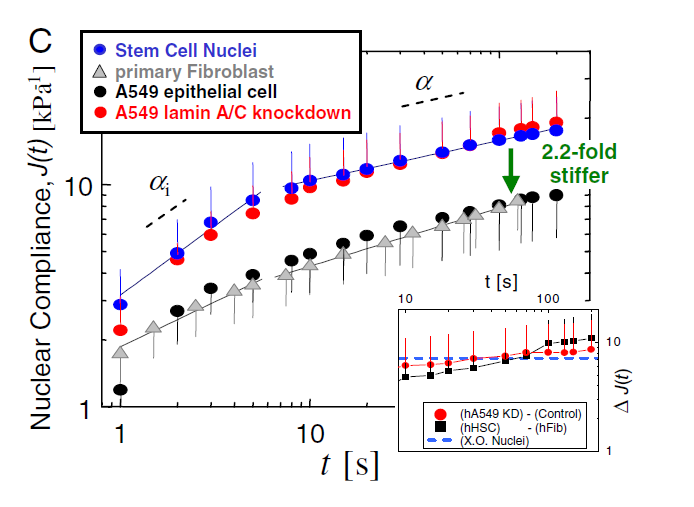 C
Stem Cell Nuclei
primary Fibroblast
A549 epithelial cell
A549 lamin A/C knockdown
Nuclear Compliance, J(t) [kPa¯¹]
10
1
αi
α
2.2-fold
stiffer
1
10
t [s]
t [s]
10
100
10
1
Δ J(t)
(hA549 KD) - (Control)
(hHSC) - (hFib)
(X.O. Nuclei)